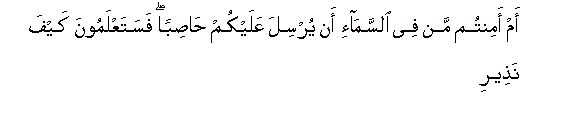 أَمْ أَمِنتُم مَّن فِى ٱلسَّمَآءِ أَن يُرْسِلَ عَلَيْكُمْ حَاصِبًا ۖ فَسَتَعْلَمُونَ كَيْفَ
نَذِيرِ